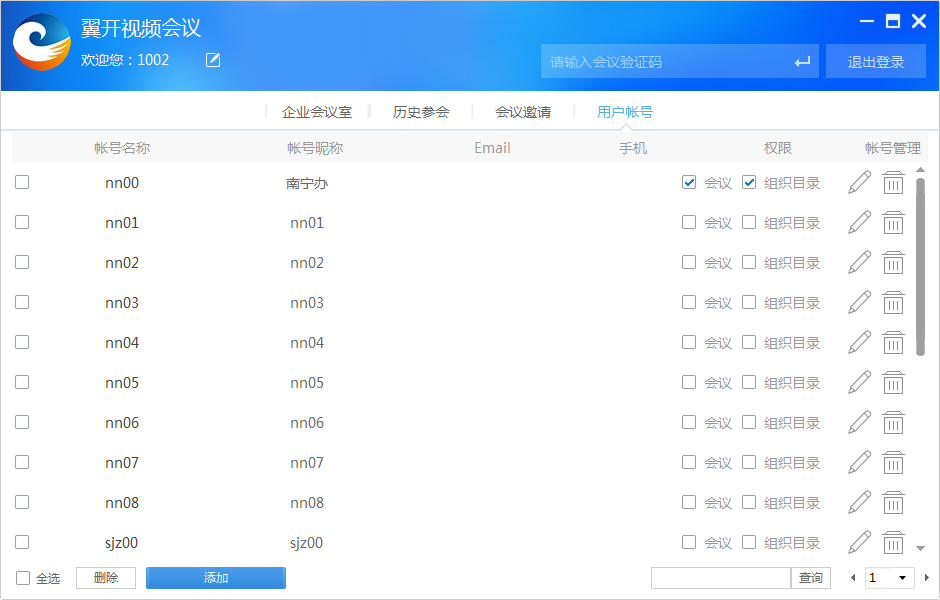 翼开视频会议
欢迎您：1002
请输入会议验证码 退出登录
企业会议室 历史参会 会议邀请 用户帐号
帐号名称 帐号昵称 Email 手机 权限 帐号管理
nn00 南宁办 会议 组织目录
nn01 nn01 会议 组织目录
nn02 nn02 会议 组织目录
nn03 nn03 会议 组织目录
nn04 nn04 会议 组织目录
nn05 nn05 会议 组织目录
nn06 nn06 会议 组织目录
nn07 nn07 会议 组织目录
nn08 nn08 会议 组织目录
sjz00 sjz00 会议 组织目录
全选 删除 添加 查询 1